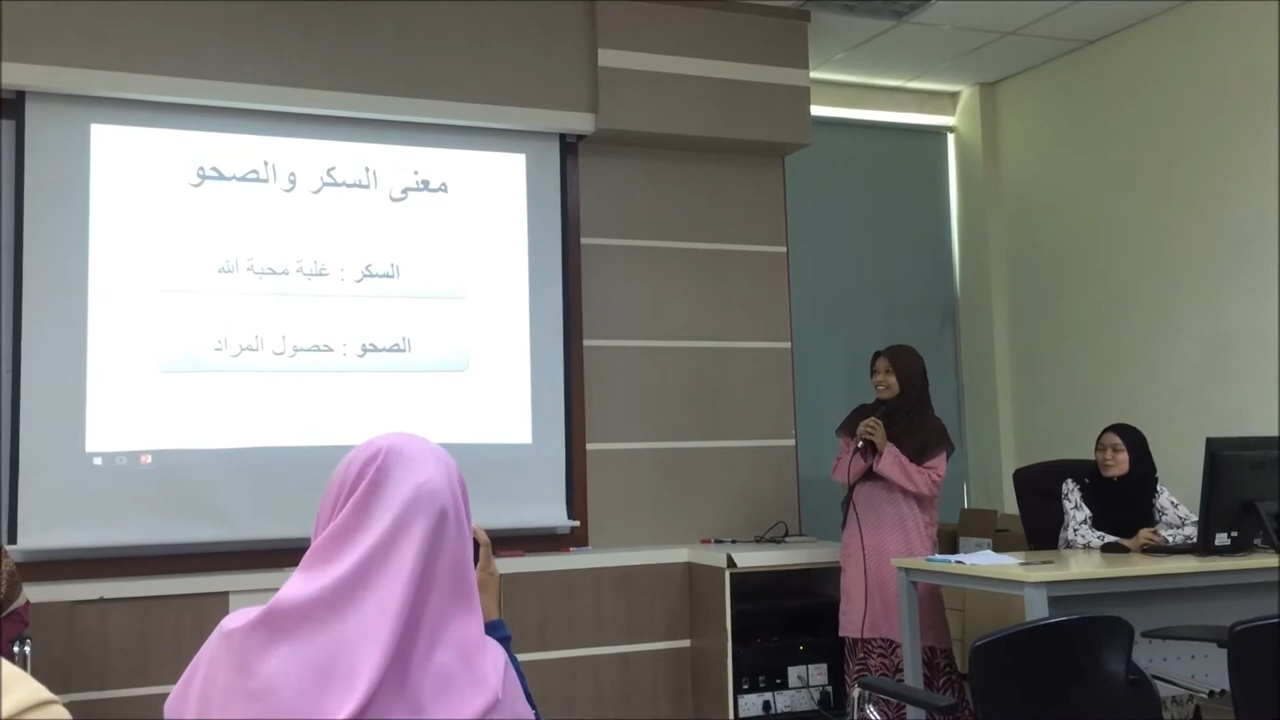 معنى السكر والصحو
السكر : غلبة محبة الله
الصحو : حصول المراد